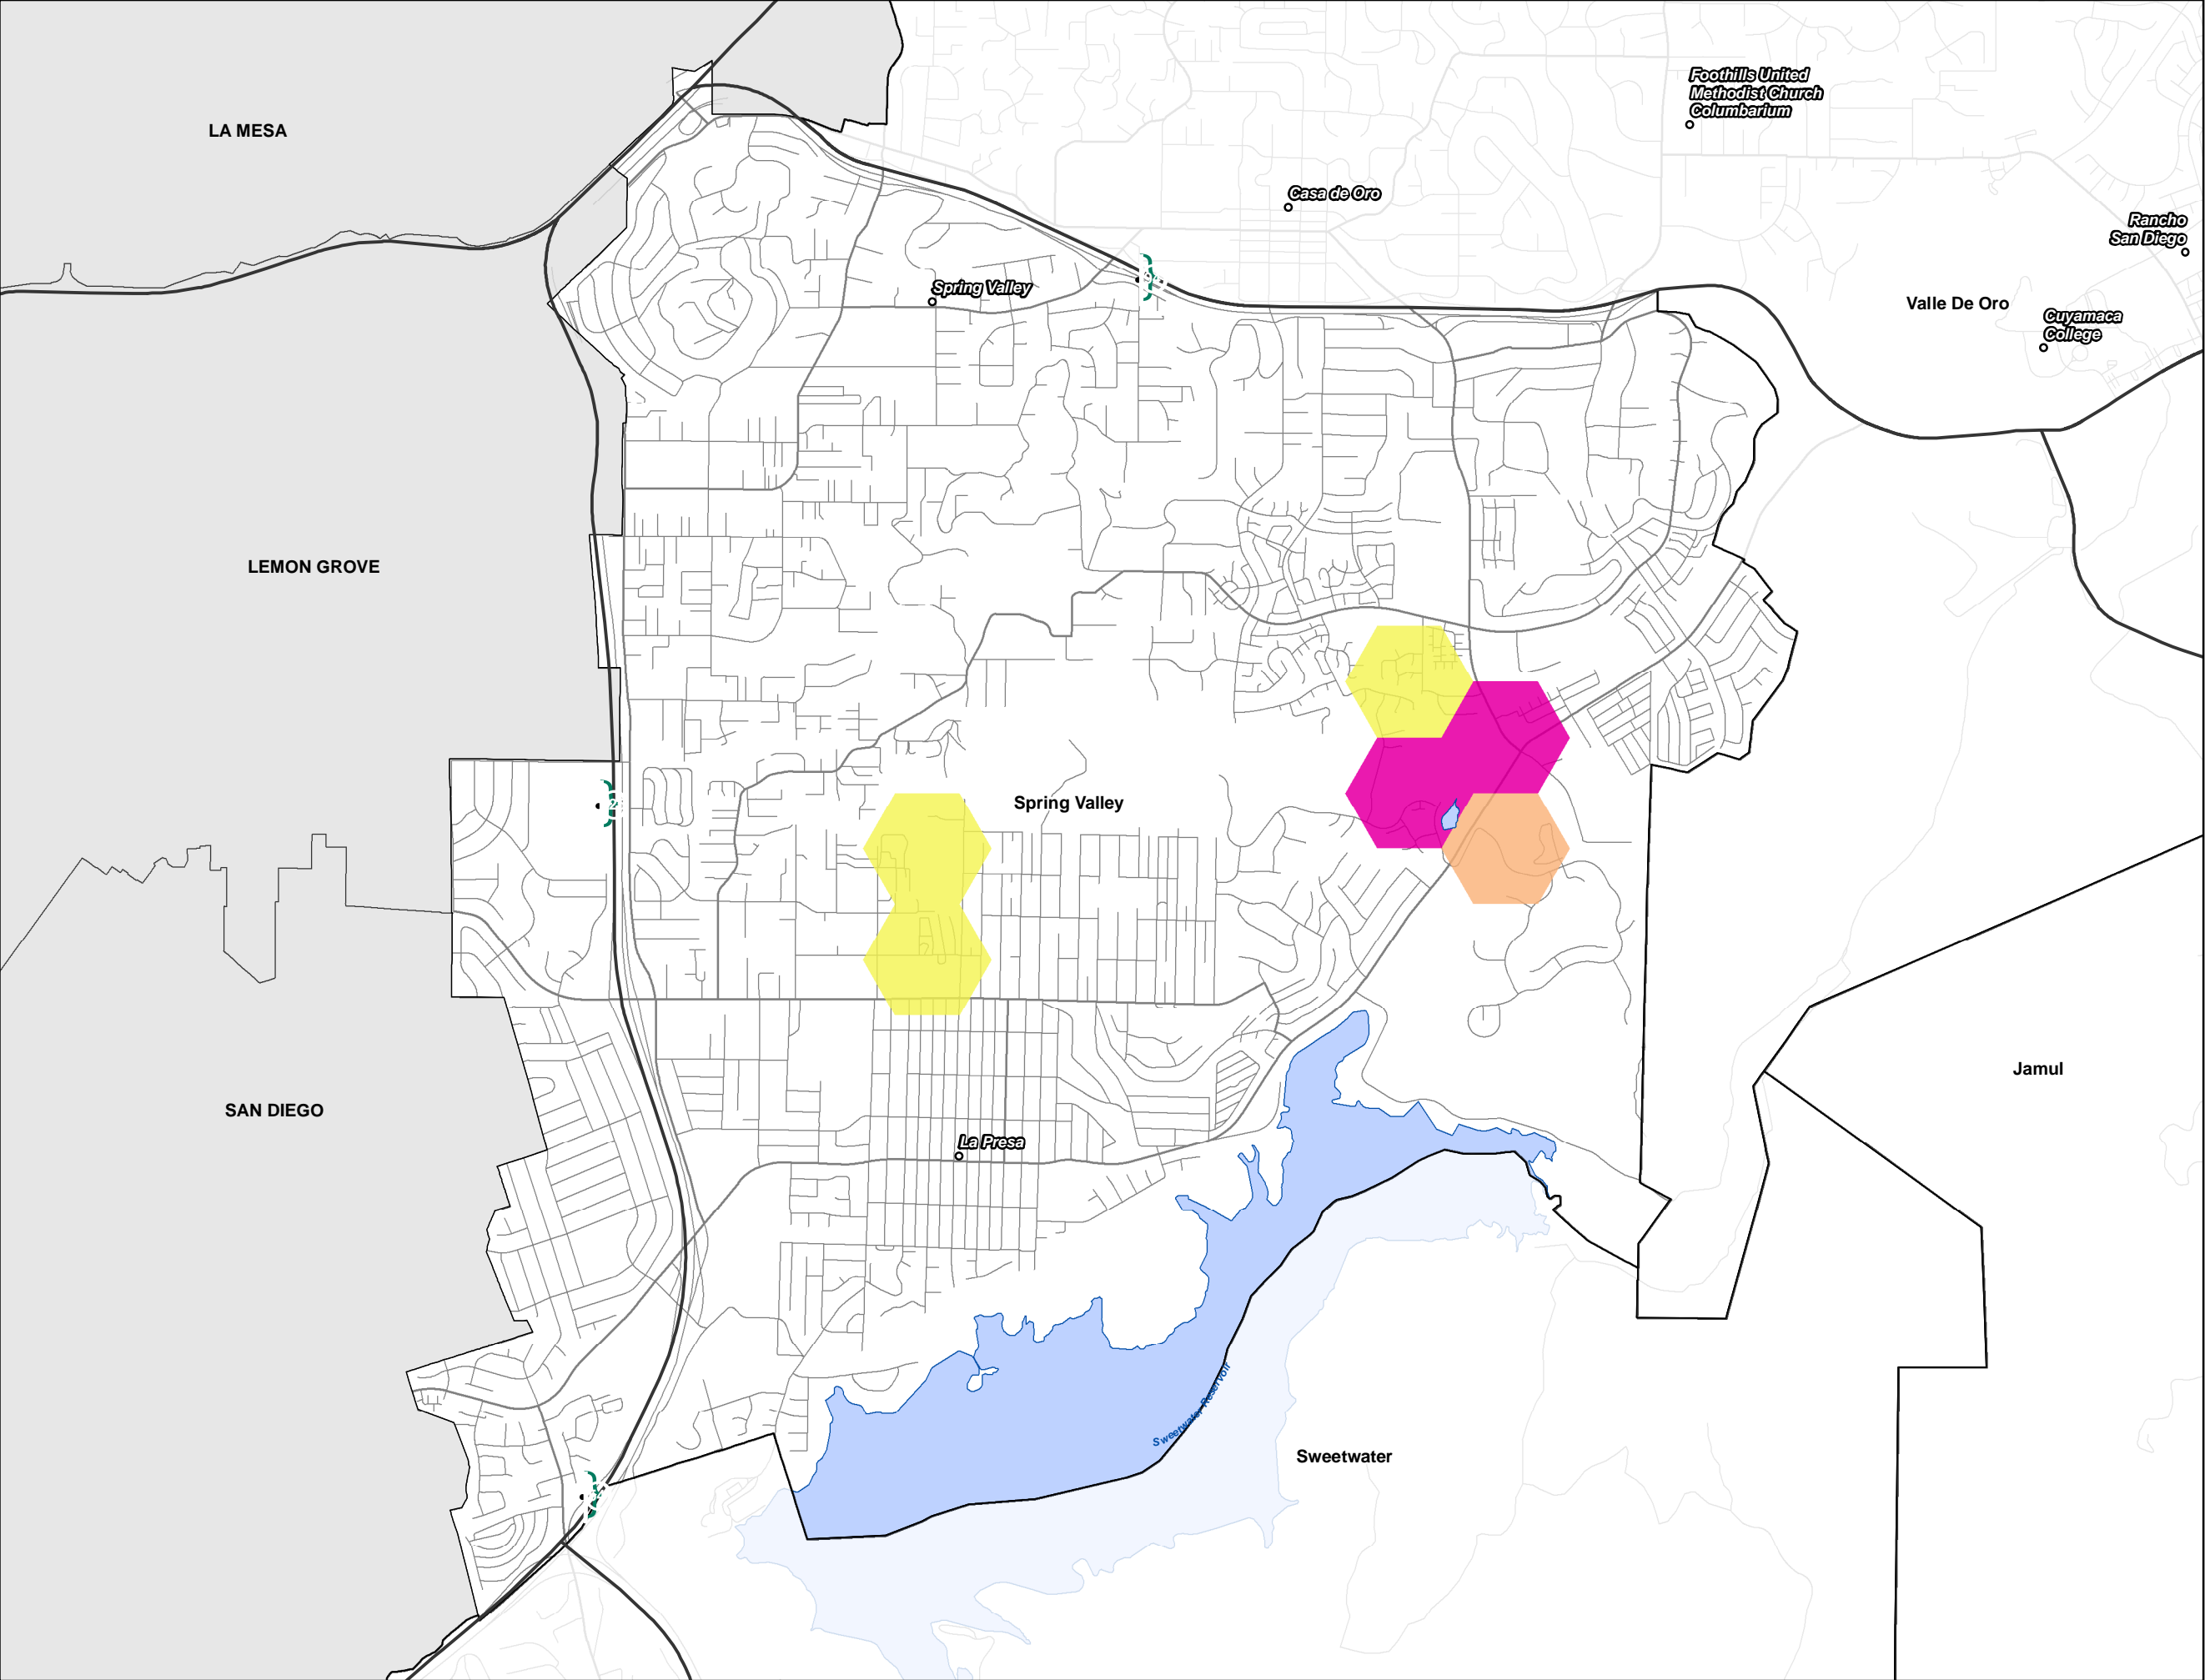 Foothills United
Methodist Church
Columbarium
LA MESA
Casa de Oro
Rancho
San Diego
Spring Valley
Valle De Oro
Cuyamaca
College
LEMON GROVE
Spring Valley
Jamul
SAN DIEGO
La Presa
Sweetwater Reservoir
Sweetwater